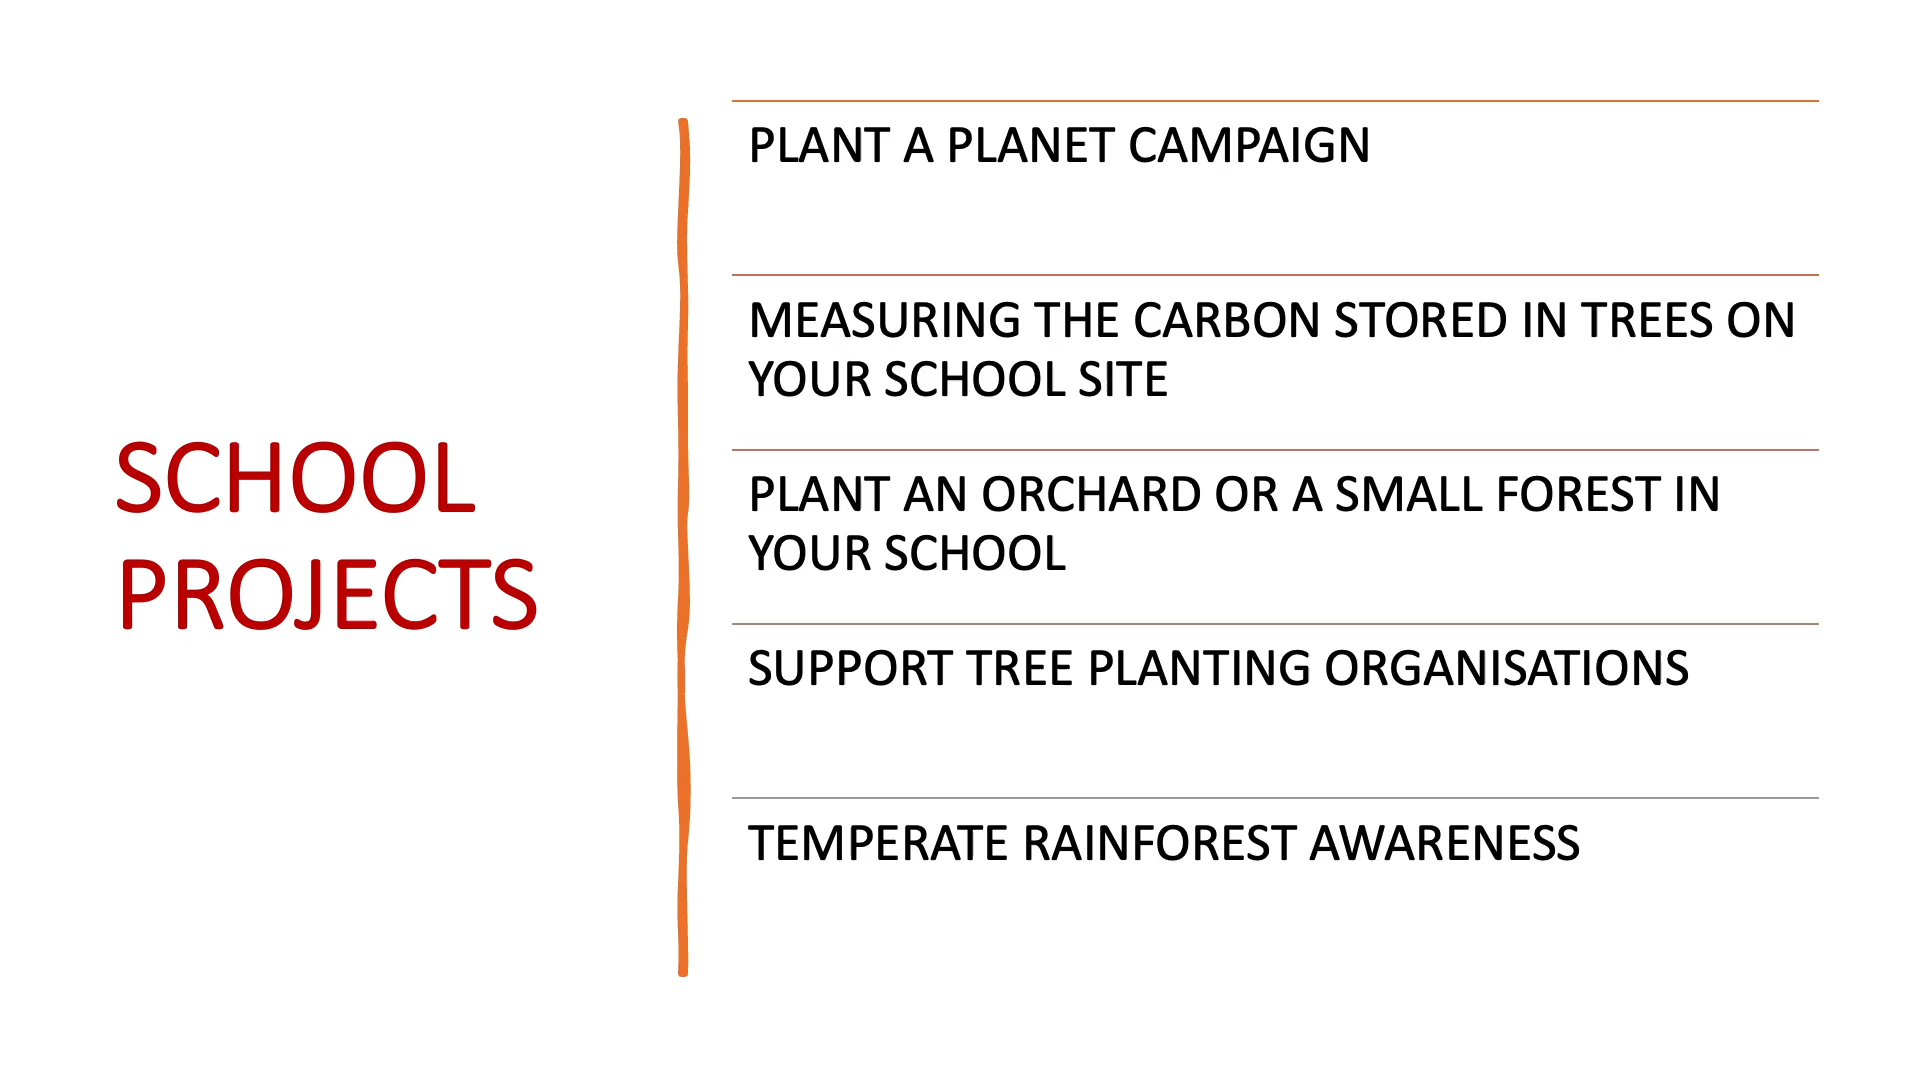 SCHOOL
PROJECTS
PLANT A PLANET CAMPAIGN
MEASURING THE CARBON STORED IN TREES ON
YOUR SCHOOL SITE
PLANT AN ORCHARD OR A SMALL FOREST IN
YOUR SCHOOL
SUPPORT TREE PLANTING ORGANISATIONS
TEMPERATE RAINFOREST AWARENESS